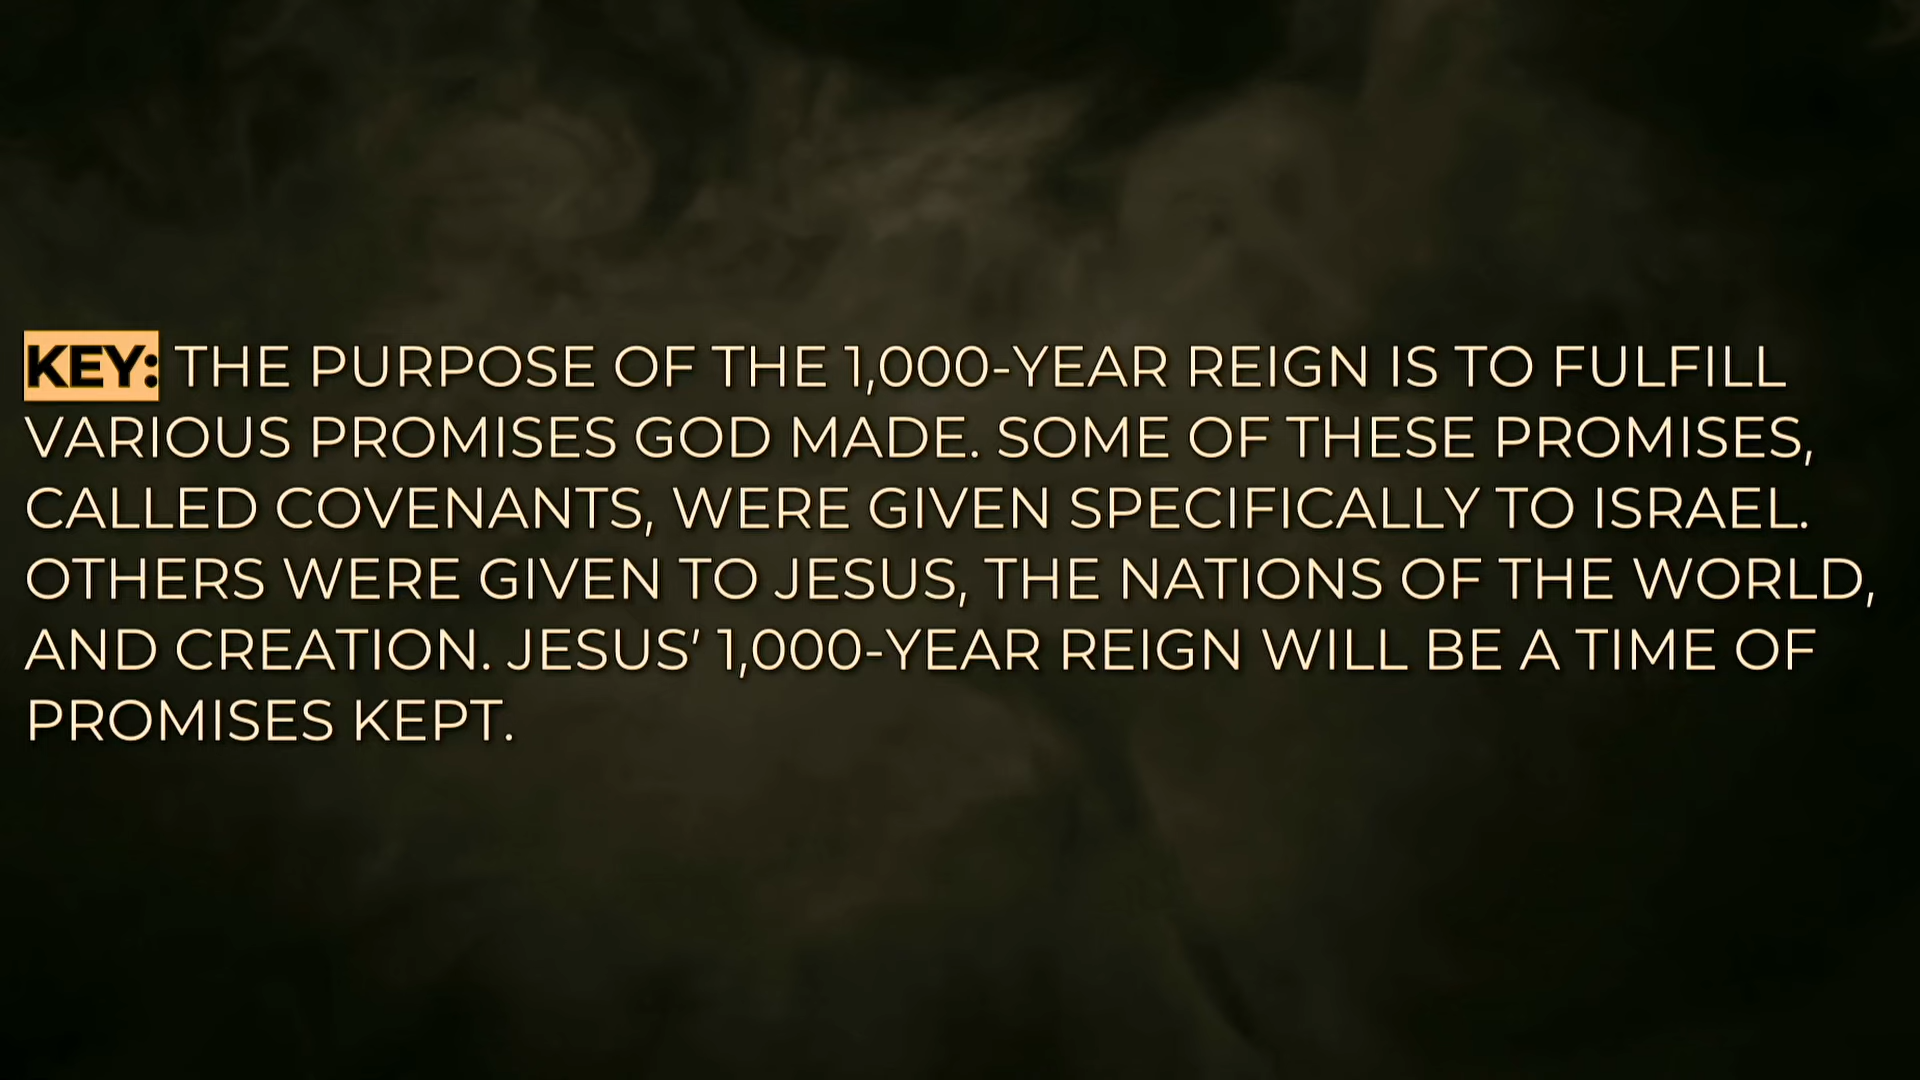 KEY: THE PURPOSE OF THE 1,000-YEAR REIGN IS TO FULFILL
VARIOUS PROMISES GOD MADE. SOME OF THESE PROMISES,
CALLED COVENANTS, WERE GIVEN SPECIFICALLY TO ISRAEL.
OTHERS WERE GIVEN TO JESUS, THE NATIONS OF THE WORLD,
AND CREATION. JESUS’ 1,000-YEAR REIGN WILL BE A TIME OF
PROMISES KEPT.